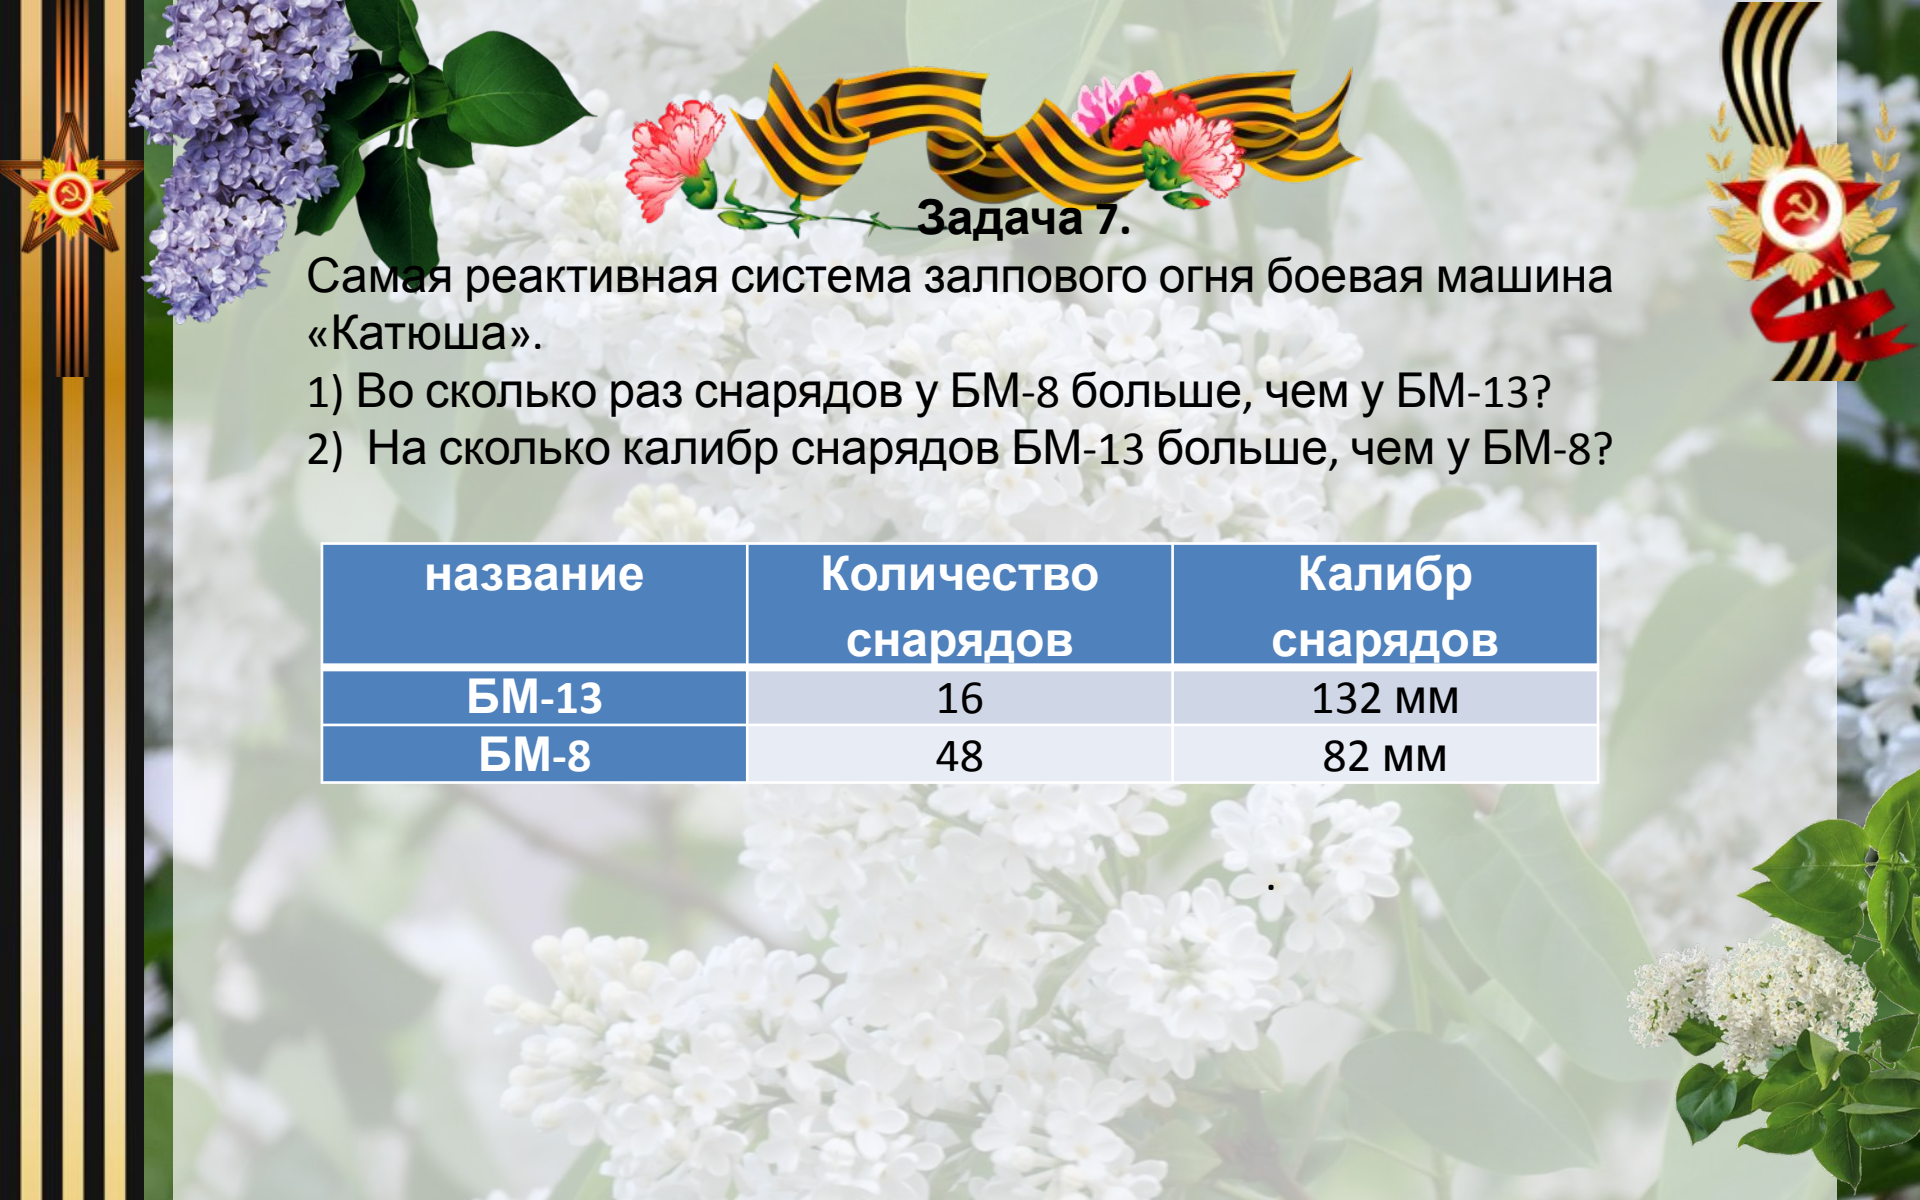 Задача 7.
Самая реактивная система залпового огня боевая машина
«Катюша».
1) Во сколько раз снарядов у БМ-8 больше, чем у БМ-13?
2)  На сколько калибр снарядов БМ-13 больше, чем у БМ-8?
название Количество снарядов Калибр снарядов
БМ-13 16 132 мм
БМ-8 48 82 мм
.